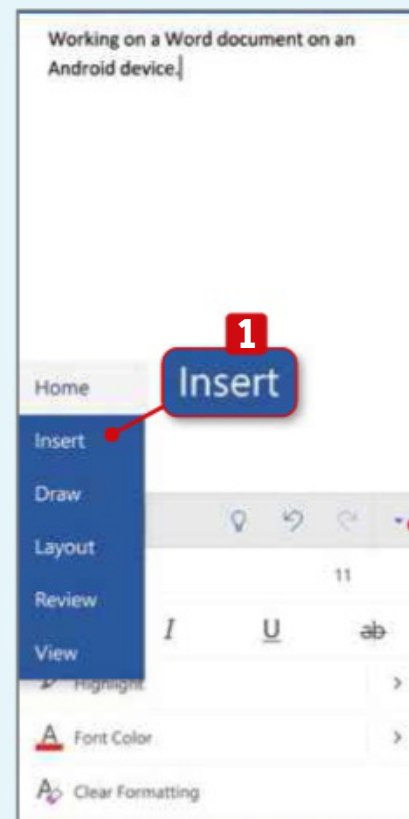 Working on a Word document on an
Android device.
1
Insert
Home
Insert
Draw
Layout
Review
View
11
I U ab
Highlight
A Font Color
Clear Formatting